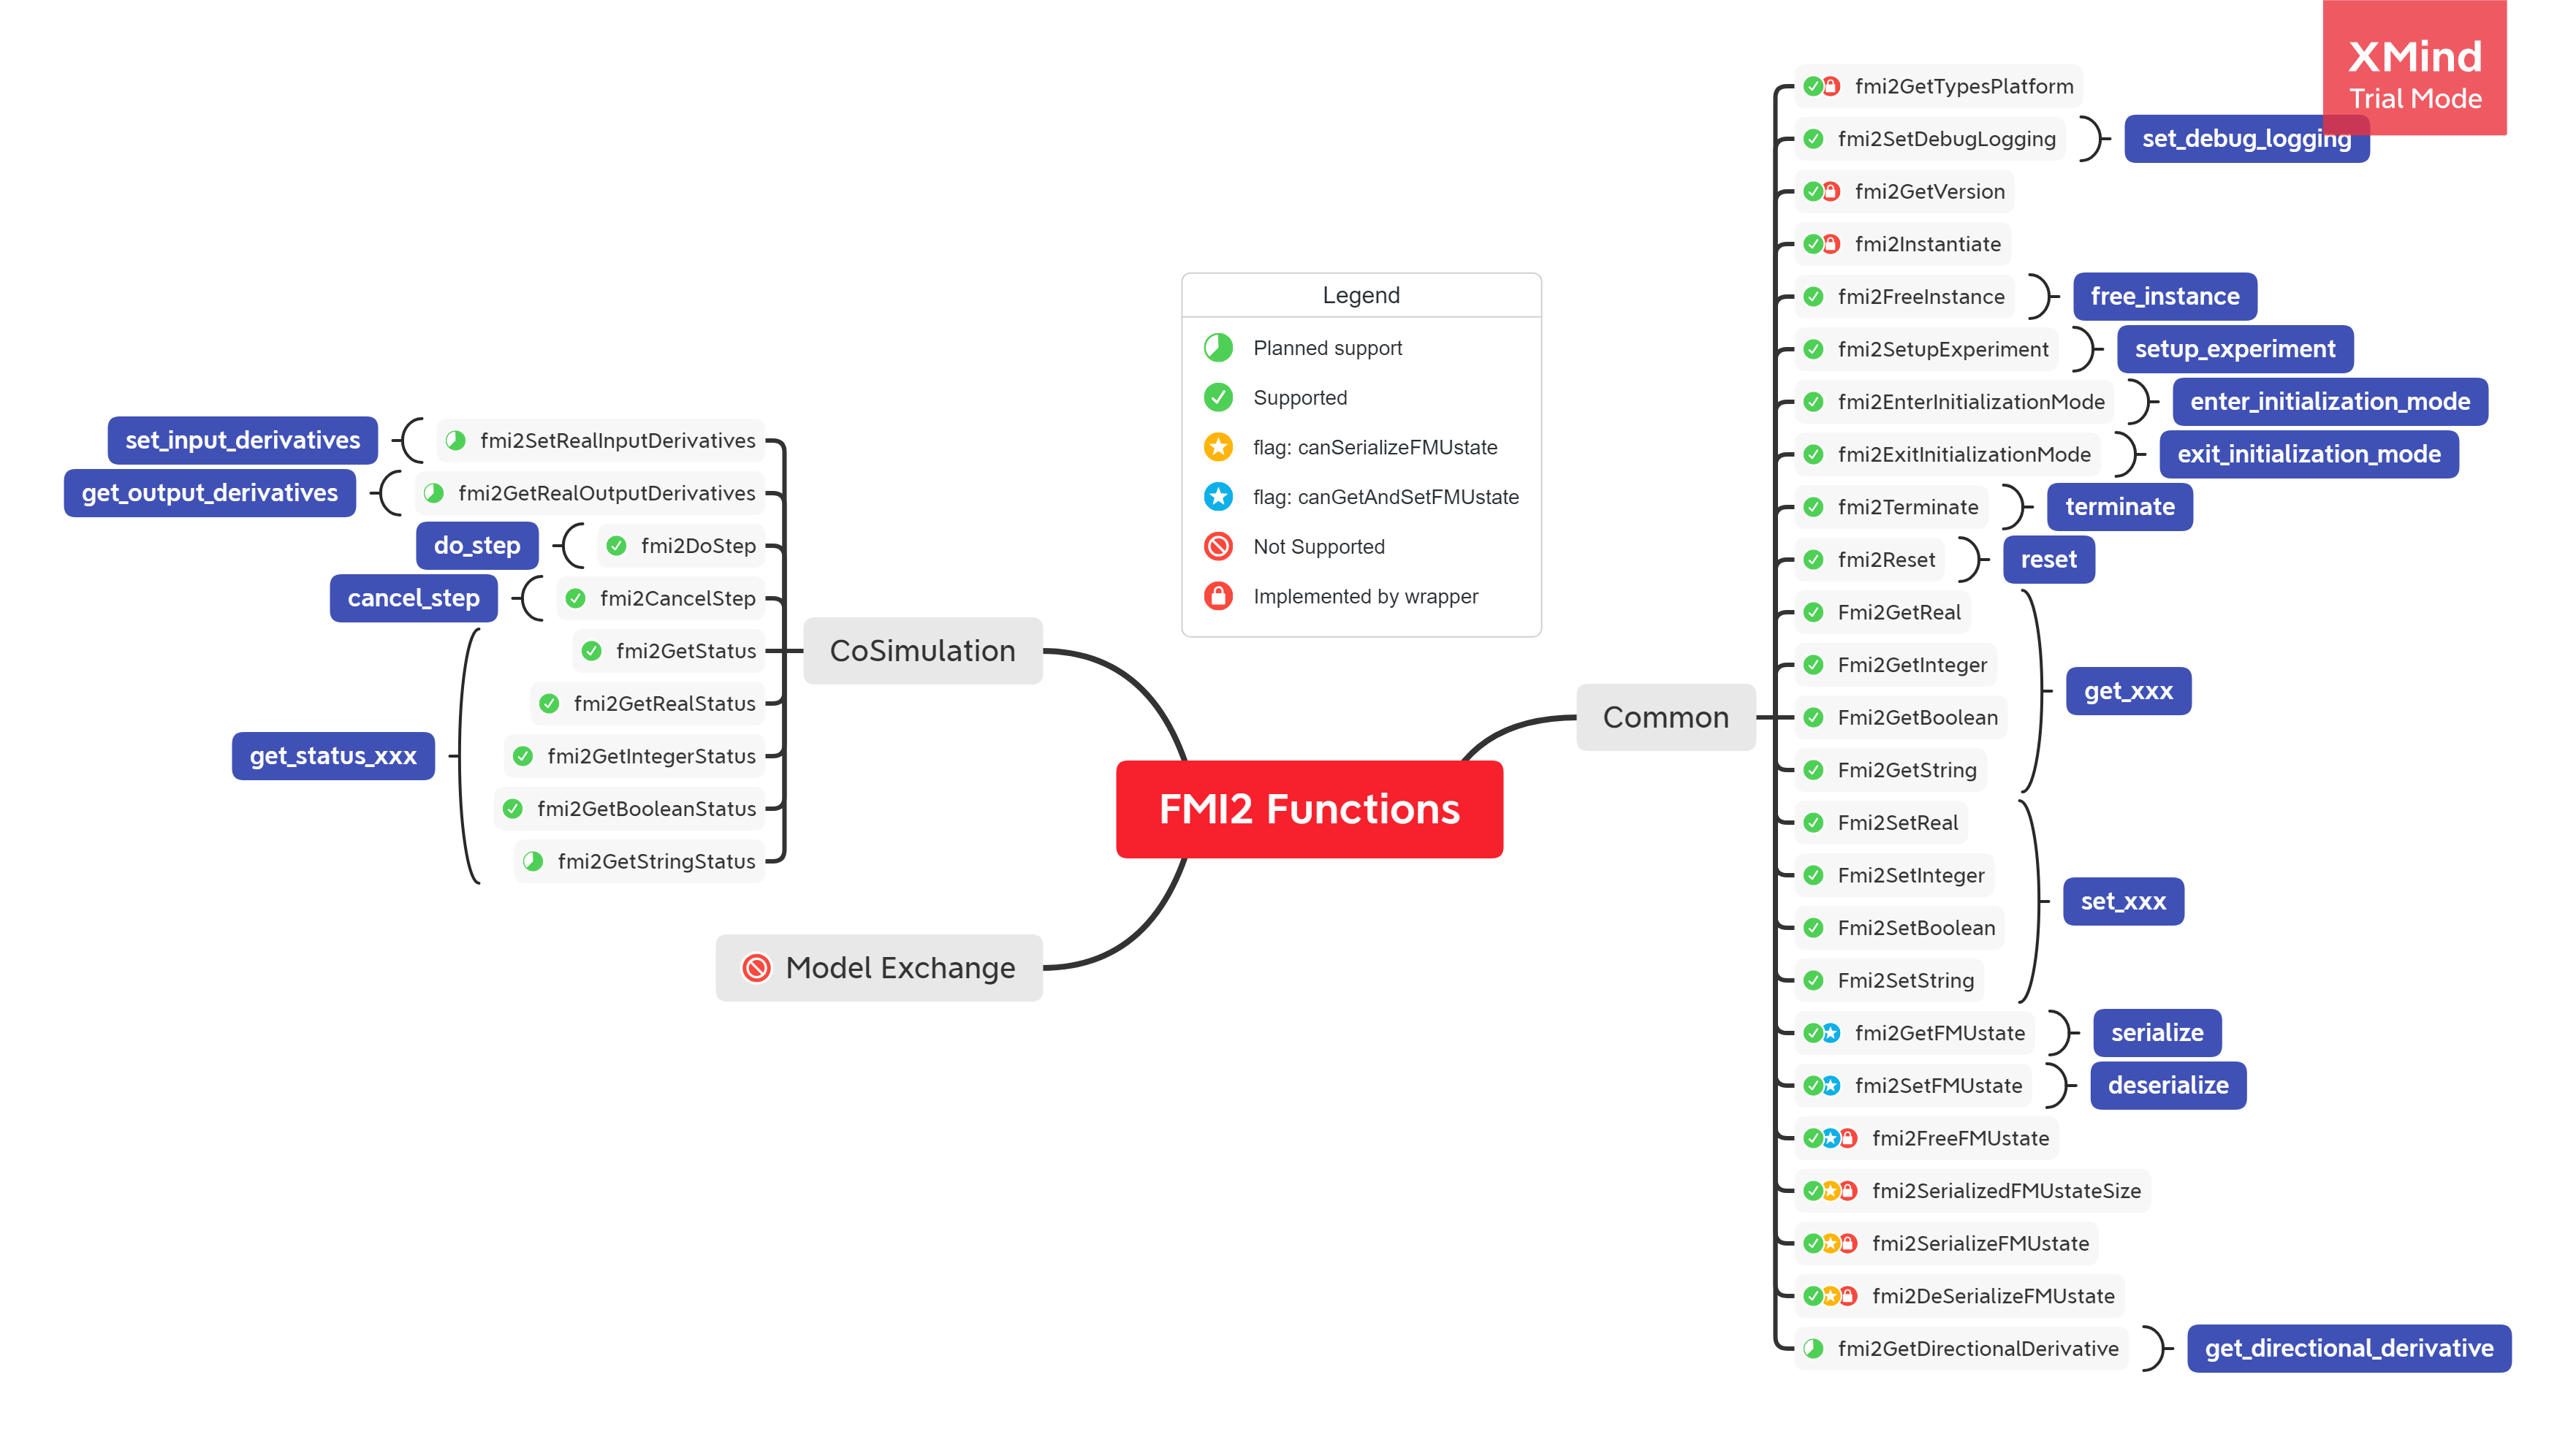 XMind
Trial Mode
fmi2GetTypesPlatform
fmi2SetDebugLogging
set_debug_logging
fmi2GetVersion
fmi2Instantiate
fmi2FreeInstance
free_instance
fmi2SetupExperiment
setup_experiment
fmi2EnterInitializationMode
enter_initialization_mode
fmi2ExitInitializationMode
exit_initialization_mode
fmi2Terminate
terminate
fmi2Reset
reset
Fmi2GetReal
Fmi2GetInteger
Fmi2GetBoolean
Fmi2GetString
get_xxx
Fmi2SetReal
Fmi2SetInteger
Fmi2SetBoolean
Fmi2SetString
set_xxx
fmi2GetFMUstate
serialize
fmi2SetFMUstate
deserialize
fmi2FreeFMUstate
fmi2SerializedFMUstateSize
fmi2SerializeFMUstate
fmi2DeSerializeFMUstate
fmi2GetDirectionalDerivative
get_directional_derivative
Common
Legend
Planned support
Supported
flag: canSerializeFMUstate
flag: canGetAndSetFMUstate
Not Supported
Implemented by wrapper
FMI2 Functions
CoSimulation
set_input_derivatives
fmi2SetRealInputDerivatives
get_output_derivatives
fmi2GetRealOutputDerivatives
do_step
fmi2DoStep
cancel_step
fmi2CancelStep
fmi2GetStatus
fmi2GetRealStatus
get_status_xxx
fmi2GetIntegerStatus
fmi2GetBooleanStatus
fmi2GetStringStatus
Model Exchange